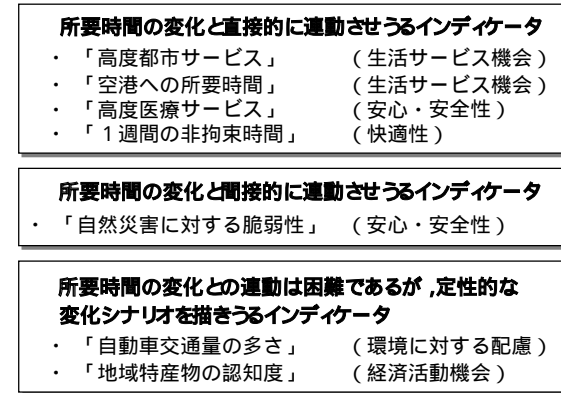 所要時間の変化と直接的に連動させうるインディケータ
・ 「高度都市サービス」 (生活サービス機会)
・ 「空港への所要時間」 (生活サービス機会)
・ 「高度医療サービス」 (安心・安全性)
・ 「１週間の非拘束時間」 (快適性)
所要時間の変化と間接的に連動させうるインディケータ
・ 「自然災害に対する脆弱性」 (安心・安全性)
所要時間の変化との連動は困難であるが,定性的な
変化シナリオを描きうるインディケータ
・ 「自動車交通量の多さ」 (環境に対する配慮)
・ 「地域特産物の認知度」 (経済活動機会)